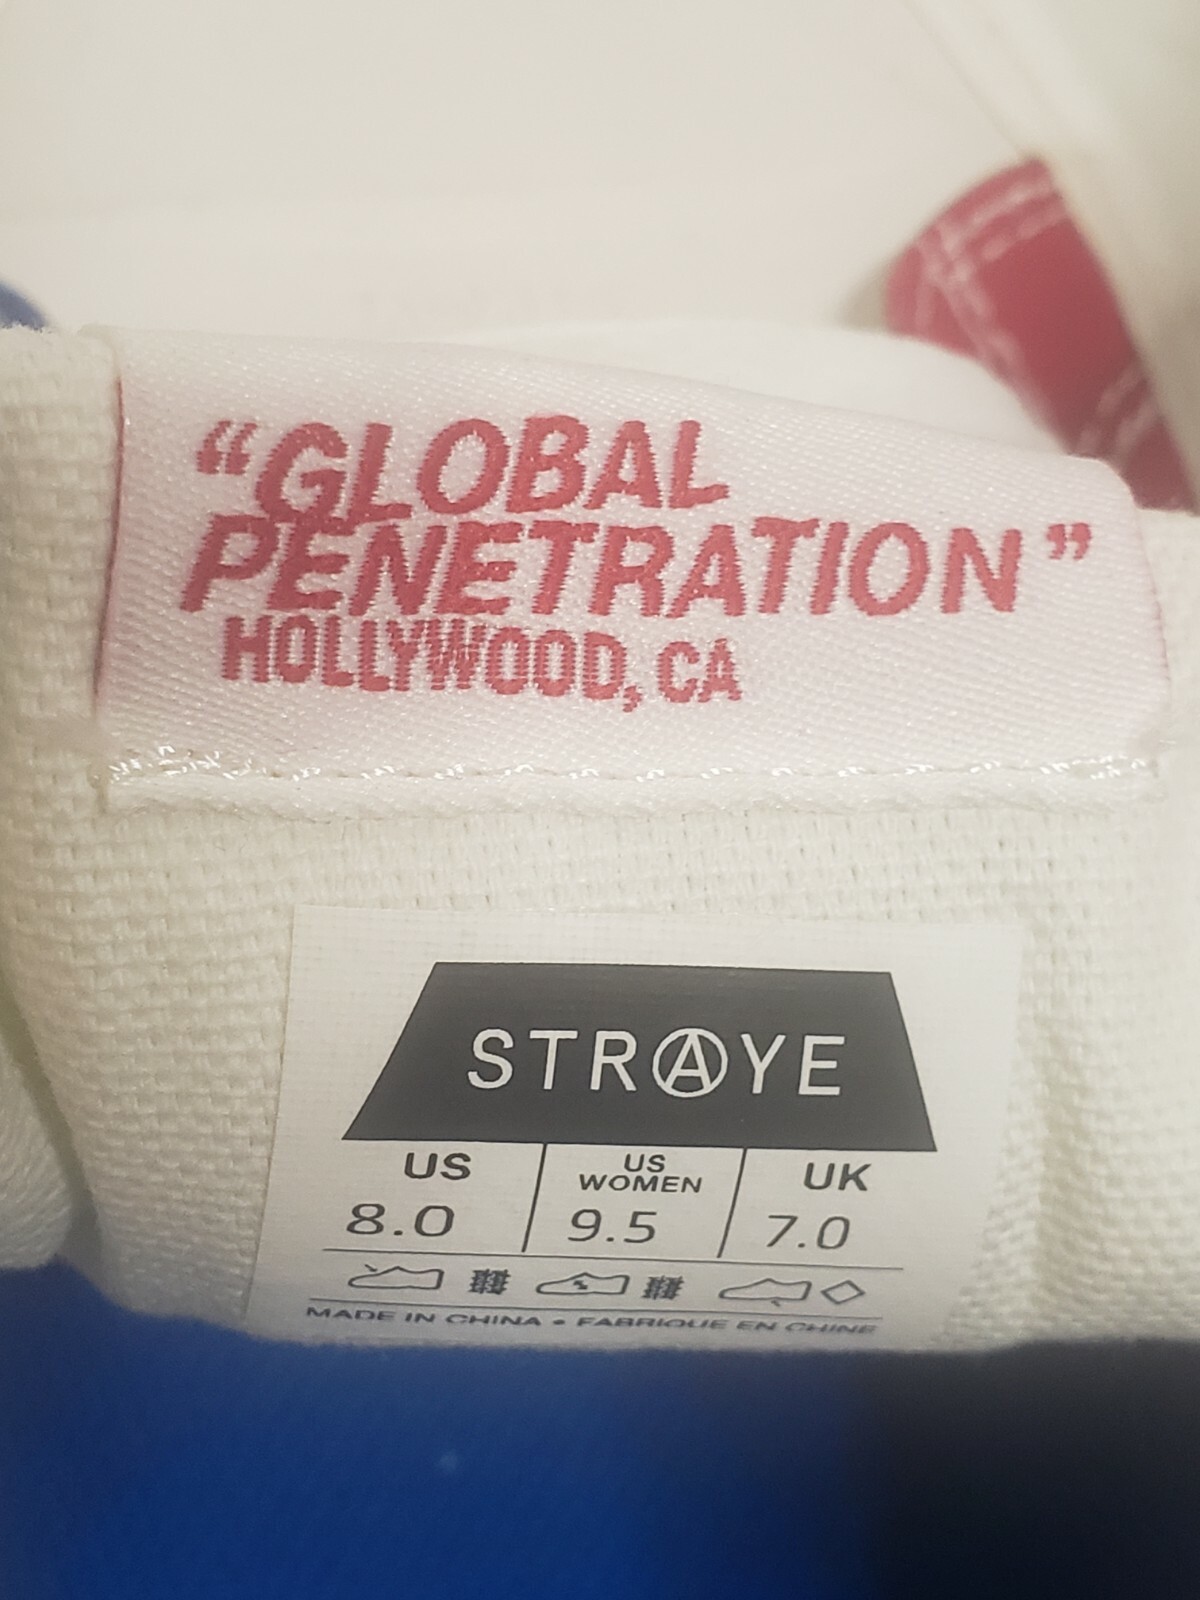 “GLOBAL
PENETRATION”
HOLLYWOOD, CA
STRAYE
US
8.0
US
WOMEN
9.5
UK
7.0
MADE IN CHINA • FABRIQUE EN CHINE